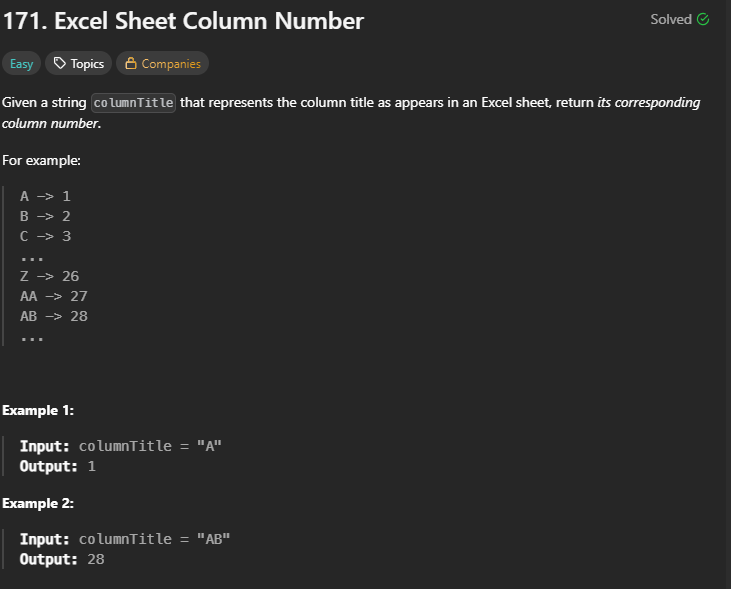 171. Excel Sheet Column Number
Solved
Easy Topics Companies
Given a string columnTitle that represents the column title as appears in an Excel sheet, return its corresponding
column number.
For example:
A -> 1
B -> 2
C -> 3
...
Z -> 26
AA -> 27
AB -> 28
...
Example 1:
Input: columnTitle = "A"
Output: 1
Example 2:
Input: columnTitle = "AB"
Output: 28